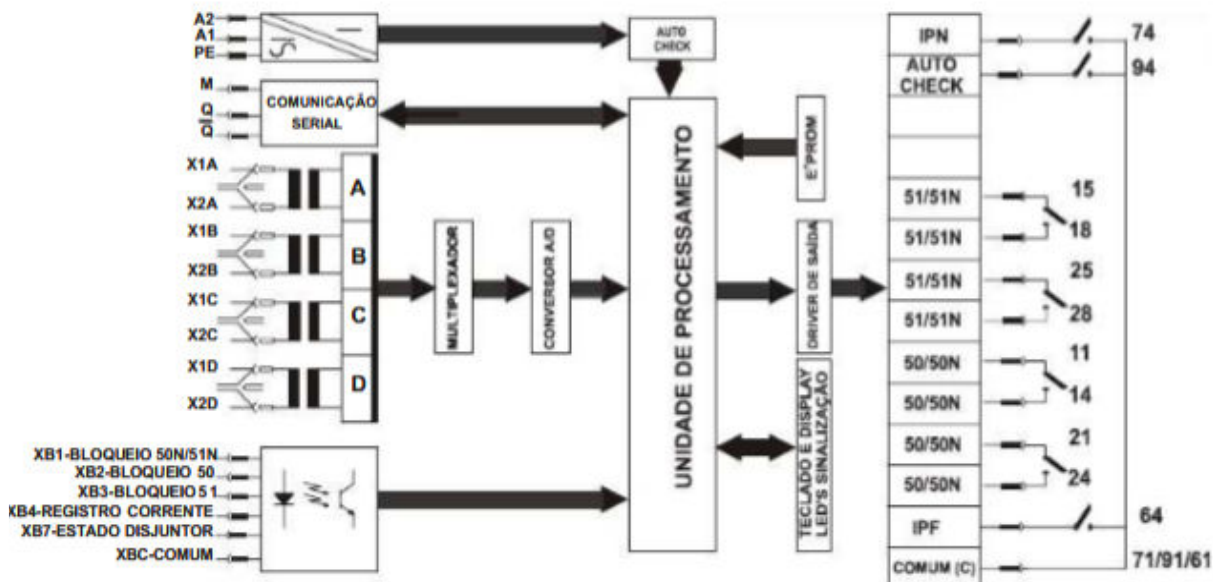 A2
A1
PE
M
Q
Q̅
COMUNICAÇÃO
SERIAL
X1A
X2A
X1B
X2B
X1C
X2C
X1D
X2D
A
B
C
D
XB1-BLOQUEIO 50N/51N
XB2-BLOQUEIO 50
XB3-BLOQUEIO 51
XB4-REGISTRO CORRENTE
XB7-ESTADO DISJUNTOR
XBC-COMUM
MULTIPLEXADOR
CONVERSOR A/D
AUTO
CHECK
UNIDADE DE PROCESSAMENTO
E²PROM
DRIVER DE SAÍDA
TECLADO E DISPLAY
LED'S SINALIZAÇÃO
IPN
AUTO
CHECK
51/51N
51/51N
51/51N
51/51N
50/50N
50/50N
50/50N
50/50N
IPF
COMUM (C)
74
94
15
18
25
28
11
14
21
24
64
71/91/61